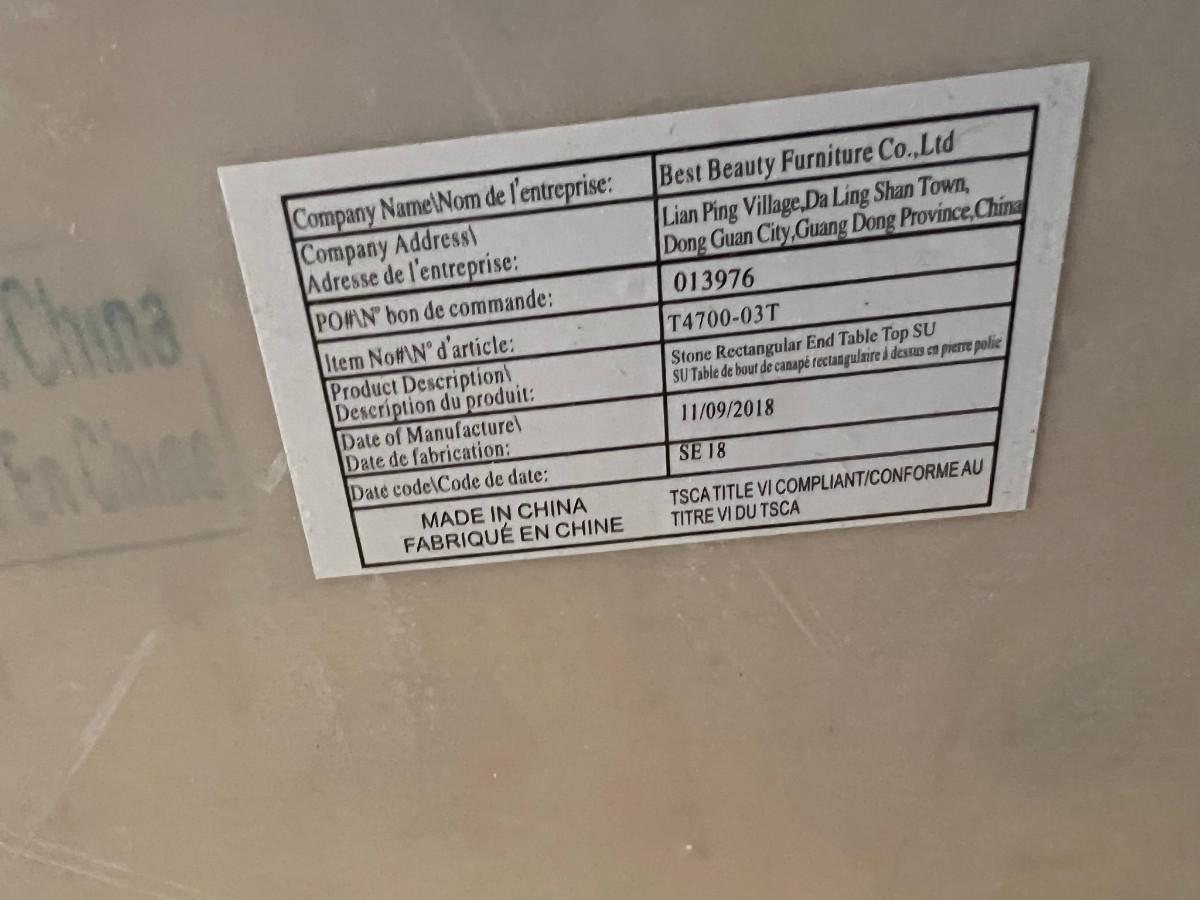 Company Name\Nom de l'entreprise: Best Beauty Furniture Co.,Ltd
Company Address\
Adresse de l'entreprise:
Lian Ping Village,Da Ling Shan Town,
Dong Guan City,Guang Dong Province,China
PO#\N° bon de commande: 013976
Item No#\N° d'article: T4700-03T
Product Description\
Description du produit:
Stone Rectangular End Table Top SU
SU Table de bout de canapé rectangulaire à dessus en pierre polie
Date of Manufacture\
Date de fabrication:
11/09/2018
Date code\Code de date: SE 18
MADE IN CHINA
FABRIQUÉ EN CHINE
TSCA TITLE VI COMPLIANT/CONFORME AU
TITRE VI DU TSCA
China
En Chine